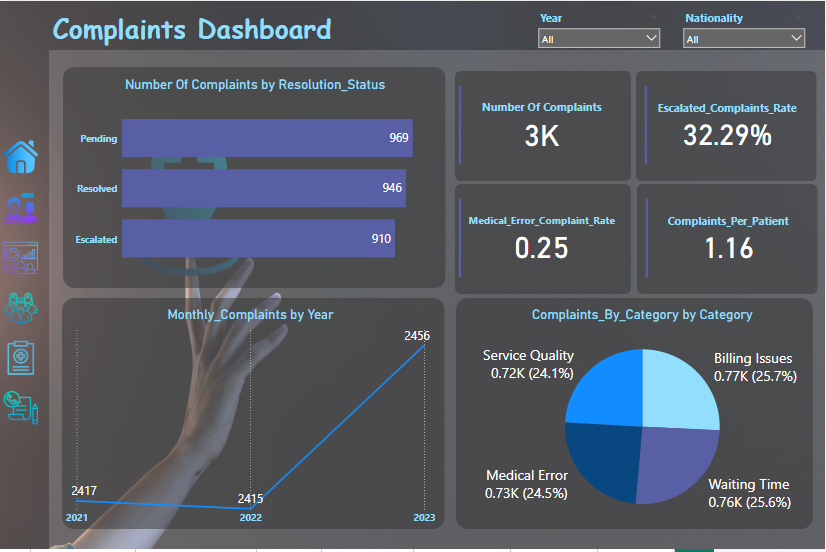 Complaints Dashboard
Year
All
Nationality
All
Number Of Complaints by Resolution_Status
Pending
969
Resolved
946
Escalated
910
Number Of Complaints
3K
Escalated_Complaints_Rate
32.29%
Medical_Error_Complaint_Rate
0.25
Complaints_Per_Patient
1.16
Monthly_Complaints by Year
2456
2417
2415
2021
2022
2023
Complaints_By_Category by Category
Service Quality
0.72K (24.1%)
Billing Issues
0.77K (25.7%)
Medical Error
0.73K (24.5%)
Waiting Time
0.76K (25.6%)